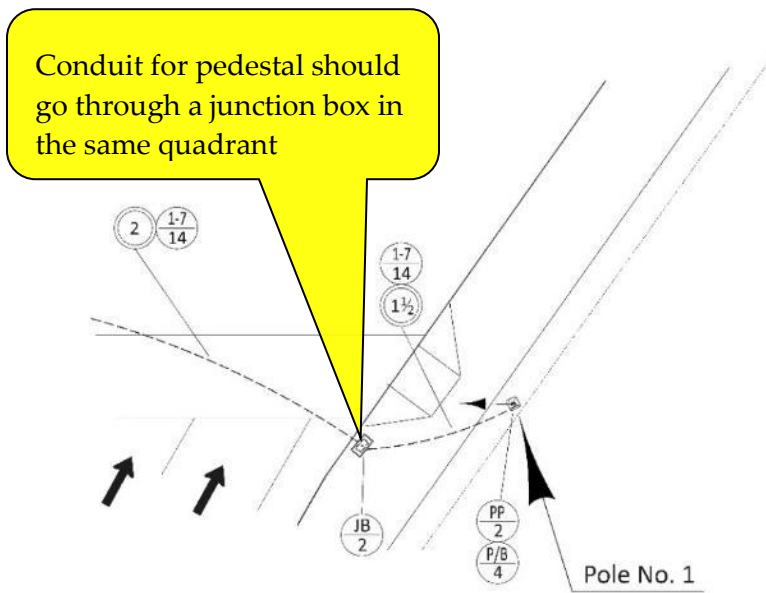 Conduit for pedestal should
go through a junction box in
the same quadrant
2
1-7
14
1-7
14
1½
JB
2
PP
2
P/B
4
Pole No. 1